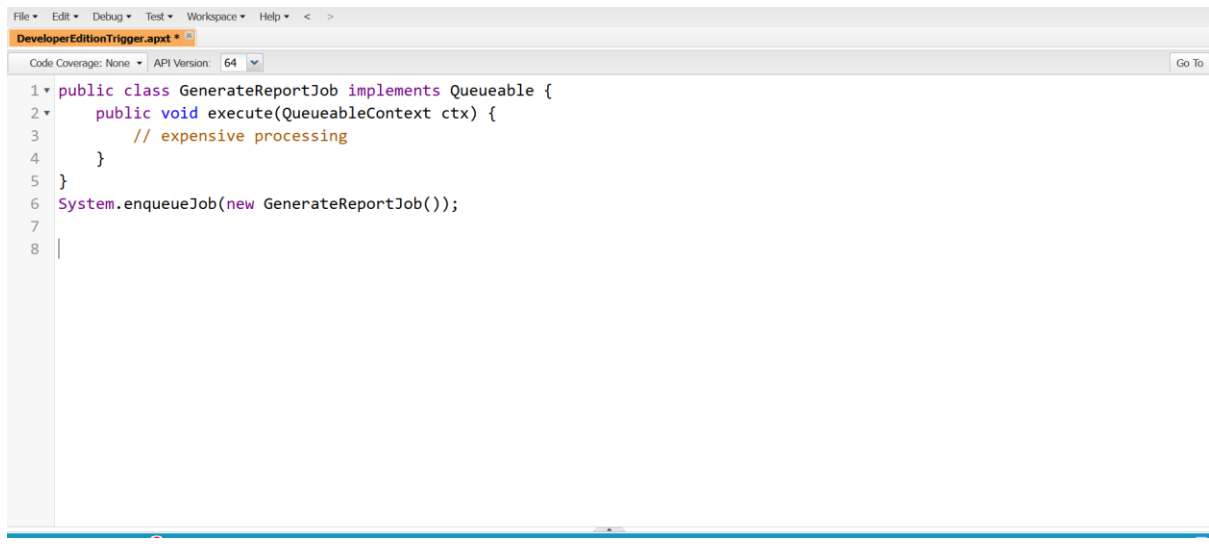 File Edit Debug Test Workspace Help < >
DeveloperEditionTrigger.apxt *
Code Coverage: None API Version: 64 Go To
1 public class GenerateReportJob implements Queueable {
2     public void execute(QueueableContext ctx) {
3         // expensive processing
4     }
5 }
6 System.enqueueJob(new GenerateReportJob());
7
8